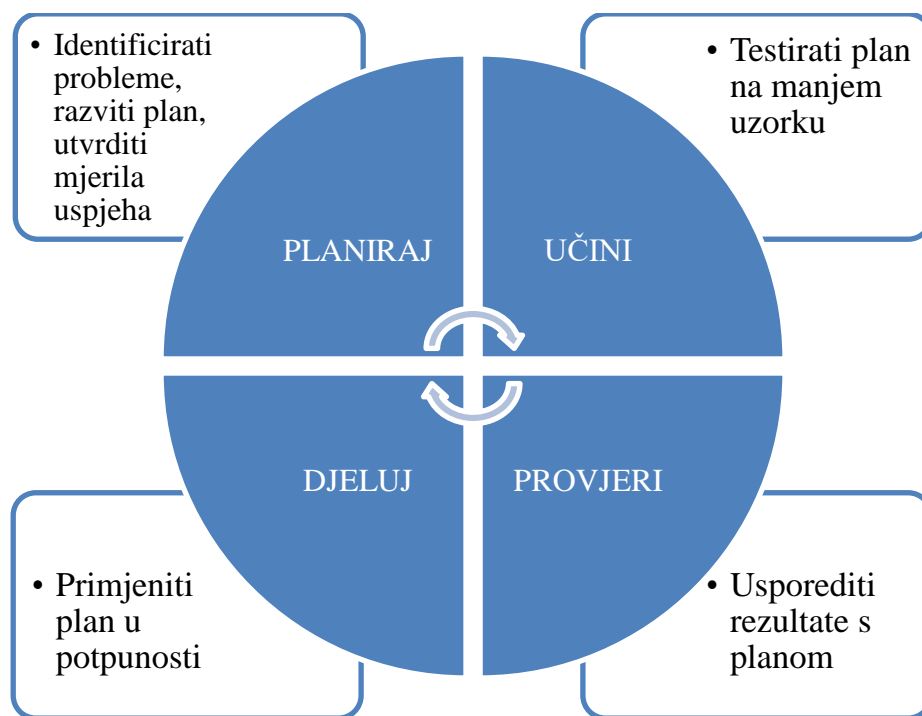 • Identificirati
probleme,
razviti plan,
utvrditi
mjerila
uspjeha
• Testirati plan
na manjem
uzorku
PLANIRAJ
UČINI
DJELUJ
PROVJERI
• Primjeniti
plan u
potpunosti
• Usporediti
rezultate s
planom